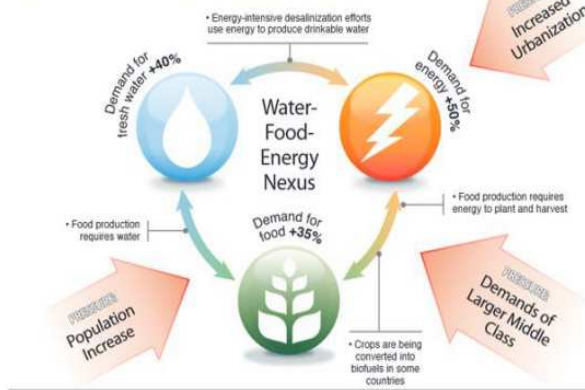 • Energy-intensive desalinization efforts
use energy to produce drinkable water
PRESSURE:
Increased
Urbanization
Demand for
fresh water +40%
Demand for
energy +50%
Water-
Food-
Energy
Nexus
• Food production requires
energy to plant and harvest
• Food production
requires water
Demand for
food +35%
PRESSURE:
Population
Increase
PRESSURE:
Demands of
Larger Middle
Class
• Crops are being
converted into
biofuels in some
countries